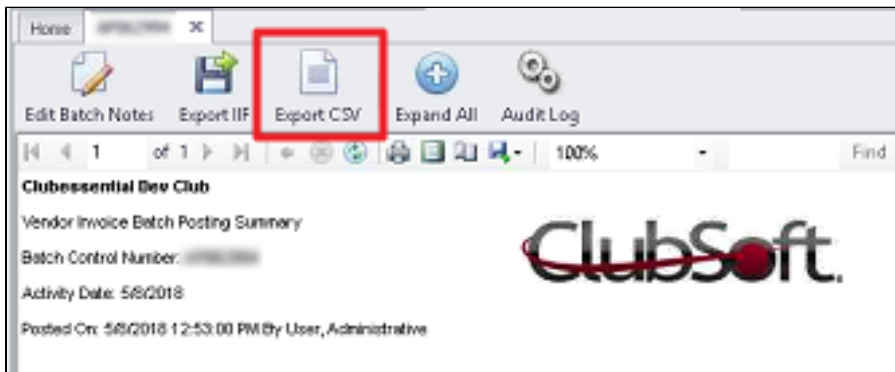 Home
Edit Batch Notes Export IIF Export CSV Expand All Audit Log
1 of 1 100% Find
Clubessential Dev Club
Vendor Invoice Batch Posting Summary
Batch Control Number:
Activity Date: 5/8/2018
Posted On: 5/8/2018 12:53:00 PM By User, Administrative
ClubSoft.